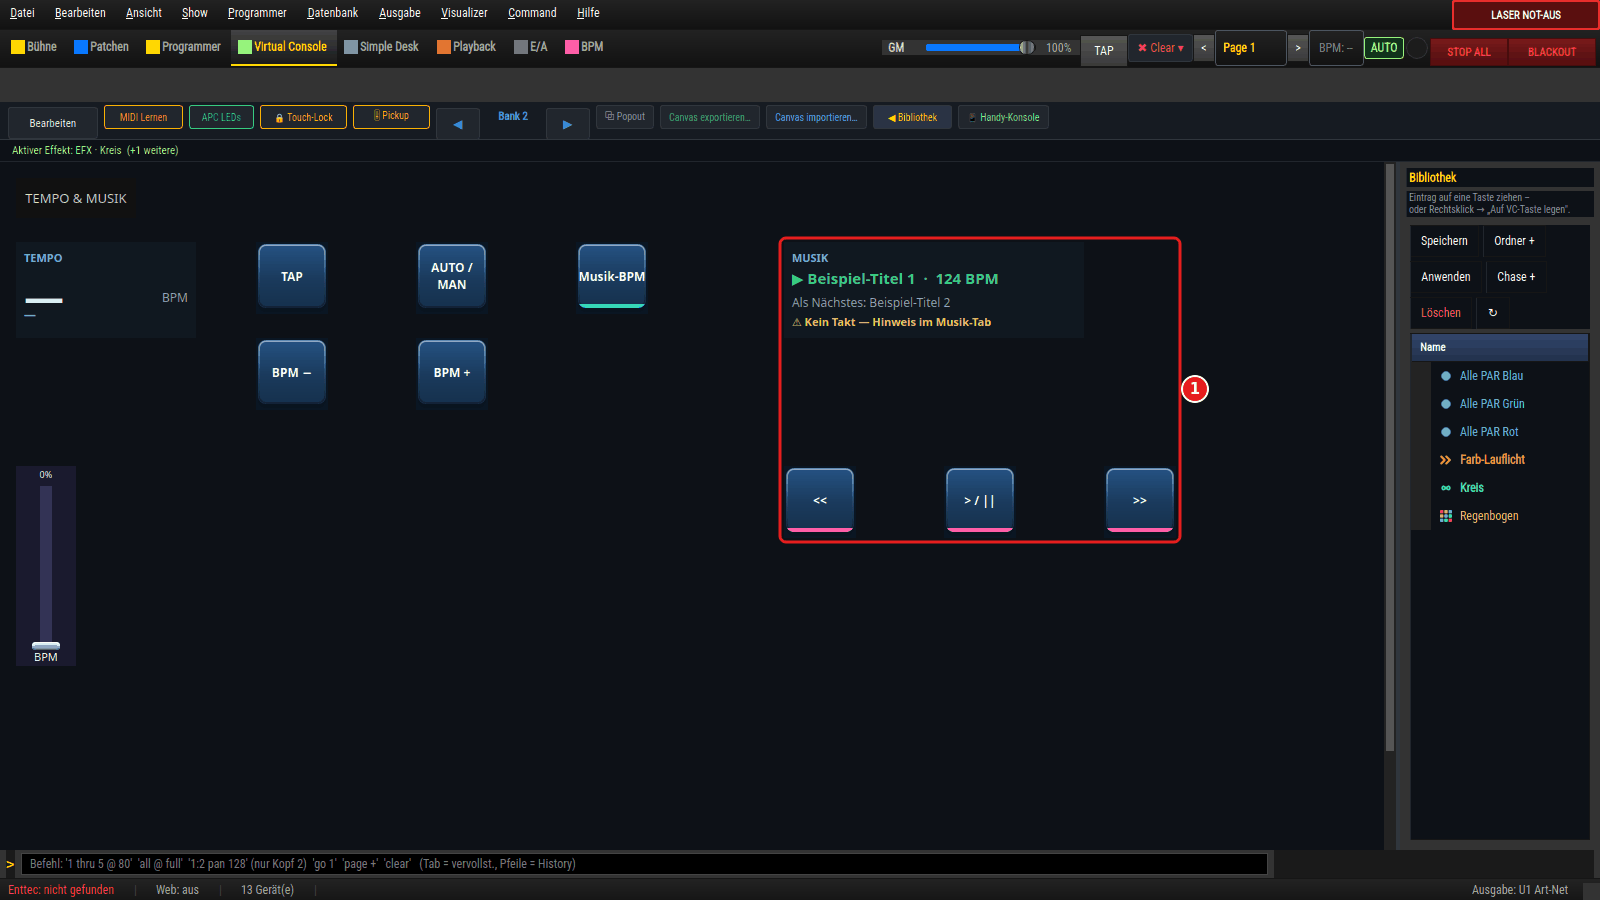 Datei Bearbeiten Ansicht Show Programmer Datenbank Ausgabe Visualizer Command Hilfe
LASER NOT-AUS
Bühne Patchen Programmer Virtual Console Simple Desk Playback E/A BPM
GM 100% TAP ✖ Clear ▾ < Page 1 > BPM: – AUTO STOP ALL BLACKOUT
Bearbeiten MIDI Lernen APC LEDs Touch-Lock Pickup ◀ Bank 2 ▶ Popout Canvas exportieren... Canvas importieren... ◀ Bibliothek Handy-Konsole
Aktiver Effekt: EFX · Kreis (+1 weitere)
TEMPO & MUSIK
TEMPO
— BPM
—
TAP
AUTO /
MAN
Musik-BPM
BPM –
BPM +
MUSIK
▶ Beispiel-Titel 1 · 124 BPM
Als Nächstes: Beispiel-Titel 2
⚠ Kein Takt — Hinweis im Musik-Tab
<<
> / ||
>>
1
0%
BPM
Bibliothek
Eintrag auf eine Taste ziehen –
oder Rechtsklick → „Auf VC-Taste legen".
Speichern Ordner +
Anwenden Chase +
Löschen ↻
Name
Alle PAR Blau
Alle PAR Grün
Alle PAR Rot
Farb-Lauflicht
Kreis
Regenbogen
> Befehl: '1 thru 5 @ 80' 'all @ full' '1:2 pan 128' (nur Kopf 2) 'go 1' 'page +' 'clear' (Tab = vervollst., Pfeile = History)
Enttec: nicht gefunden Web: aus 13 Gerät(e) Ausgabe: U1 Art-Net